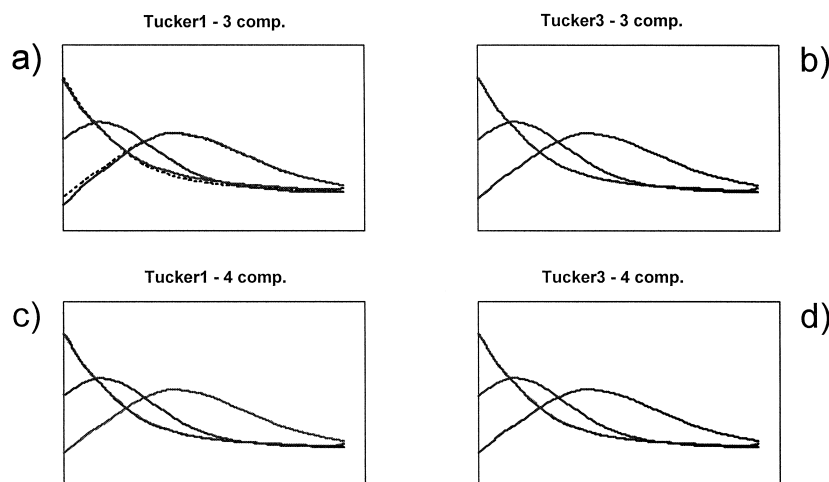 Tucker1 - 3 comp.
Tucker3 - 3 comp.
a)
b)
Tucker1 - 4 comp.
Tucker3 - 4 comp.
c)
d)